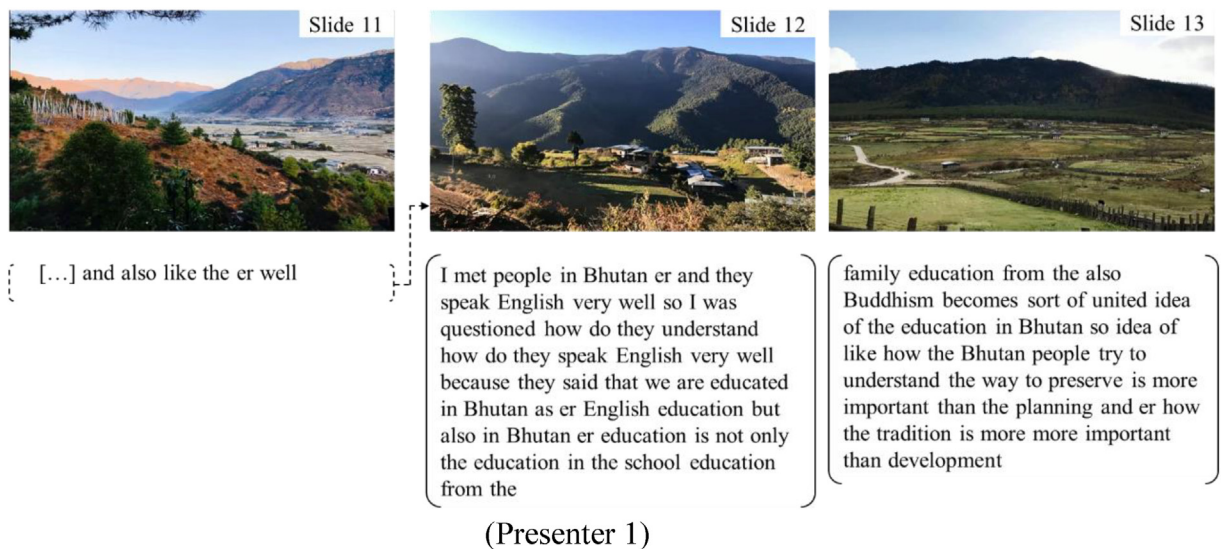 Slide 11
Slide 12
Slide 13
[…] and also like the er well
I met people in Bhutan er and they
speak English very well so I was
questioned how do they understand
how do they speak English very well
because they said that we are educated
in Bhutan as er English education but
also in Bhutan er education is not only
the education in the school education
from the
family education from the also
Buddhism becomes sort of united idea
of the education in Bhutan so idea of
like how the Bhutan people try to
understand the way to preserve is more
important than the planning and er how
the tradition is more more important
than development
(Presenter 1)